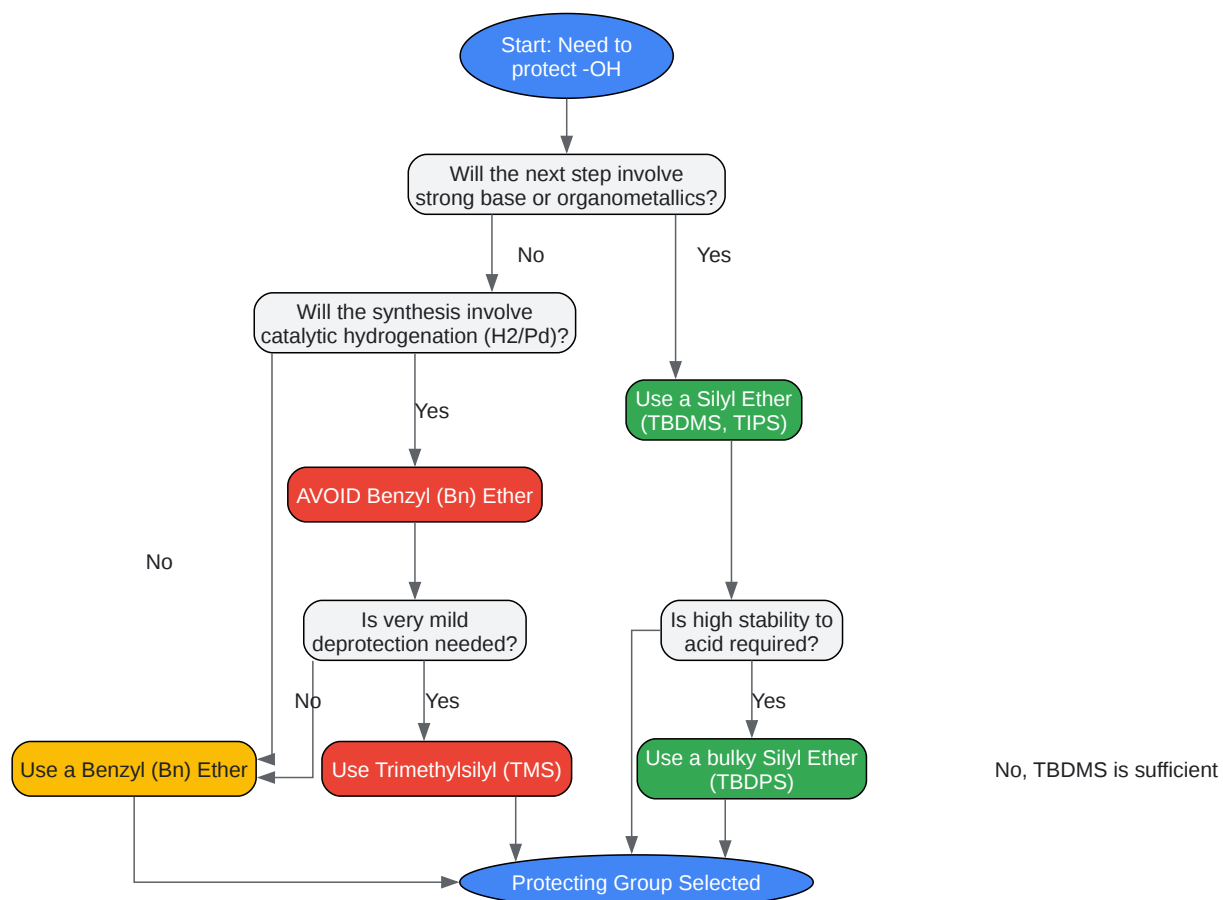 Start: Need to
protect -OH
Will the next step involve
strong base or organometallics?
No
Yes
Will the synthesis involve
catalytic hydrogenation (H2/Pd)?
Yes
Use a Silyl Ether
(TBDMS, TIPS)
AVOID Benzyl (Bn) Ether
No
Is very mild
deprotection needed?
Is high stability to
acid required?
No
Yes
Yes
Use a Benzyl (Bn) Ether
Use Trimethylsilyl (TMS)
Use a bulky Silyl Ether
(TBDPS)
No, TBDMS is sufficient
Protecting Group Selected